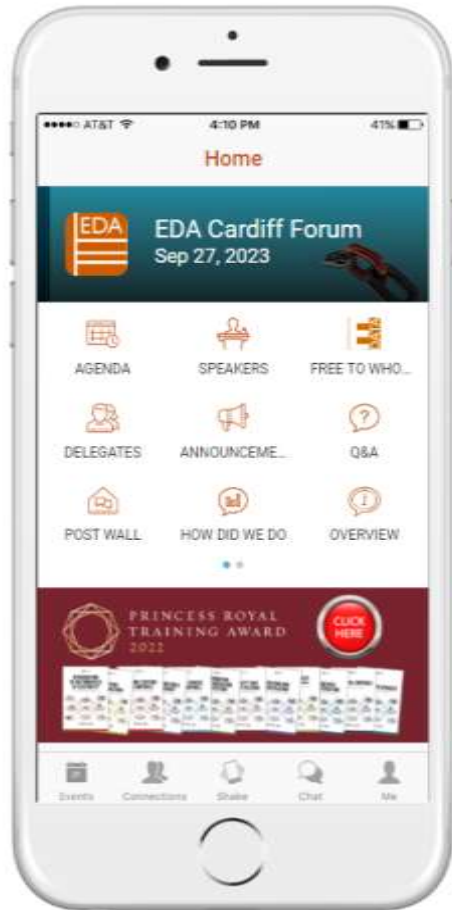 AT&T 4:10 PM 41%
Home
EDA
EDA Cardiff Forum
Sep 27, 2023
AGENDA SPEAKERS FREE TO WHO...
DELEGATES ANNOUNCEME... Q&A
POST WALL HOW DID WE DO OVERVIEW
PRINCESS ROYAL
TRAINING AWARD
2022
CLICK
HERE
Events Connections Shake Chat Me